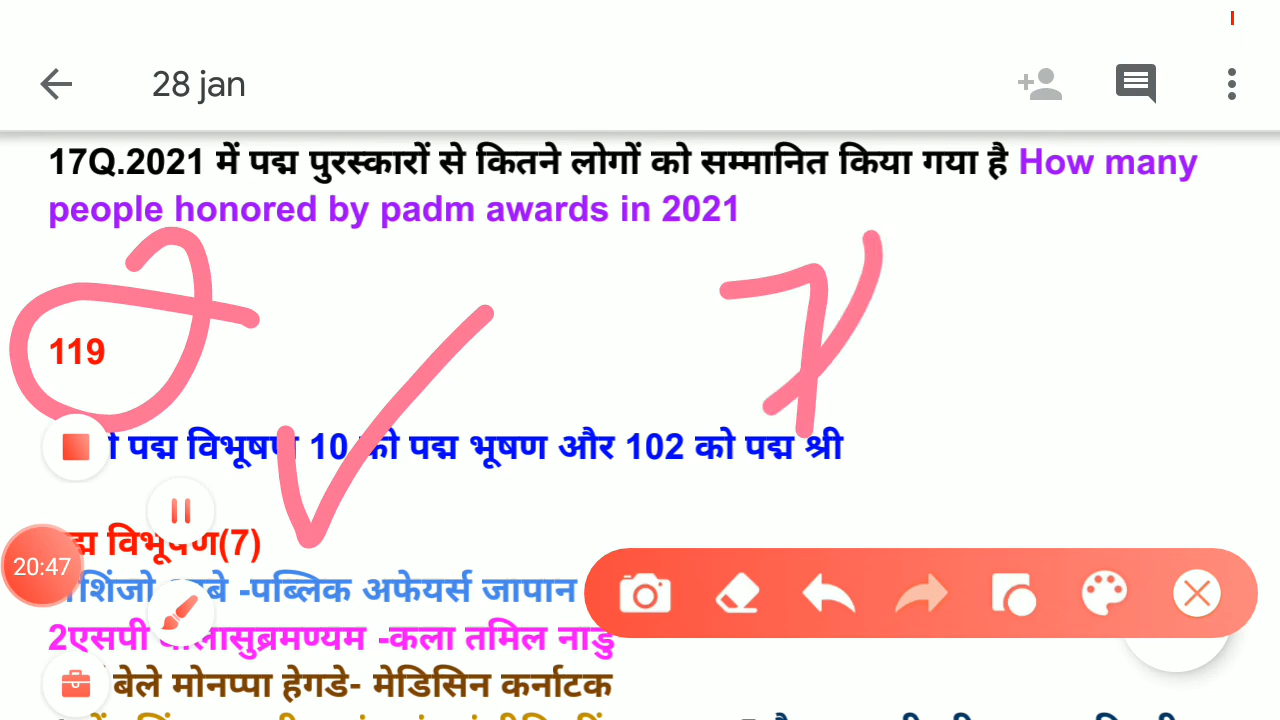 28 jan
17Q.2021 में पद्म पुरस्कारों से कितने लोगों को सम्मानित किया गया है How many
people honored by padm awards in 2021
119
पद्म विभूषण 10 को पद्म भूषण और 102 को पद्म श्री
विभूषण(7)
20:47
-पब्लिक अफेयर्स जापान
2एसपी -कला तमिल नाडु
बेले मोनप्पा हेगडे- मेडिसिन कर्नाटक